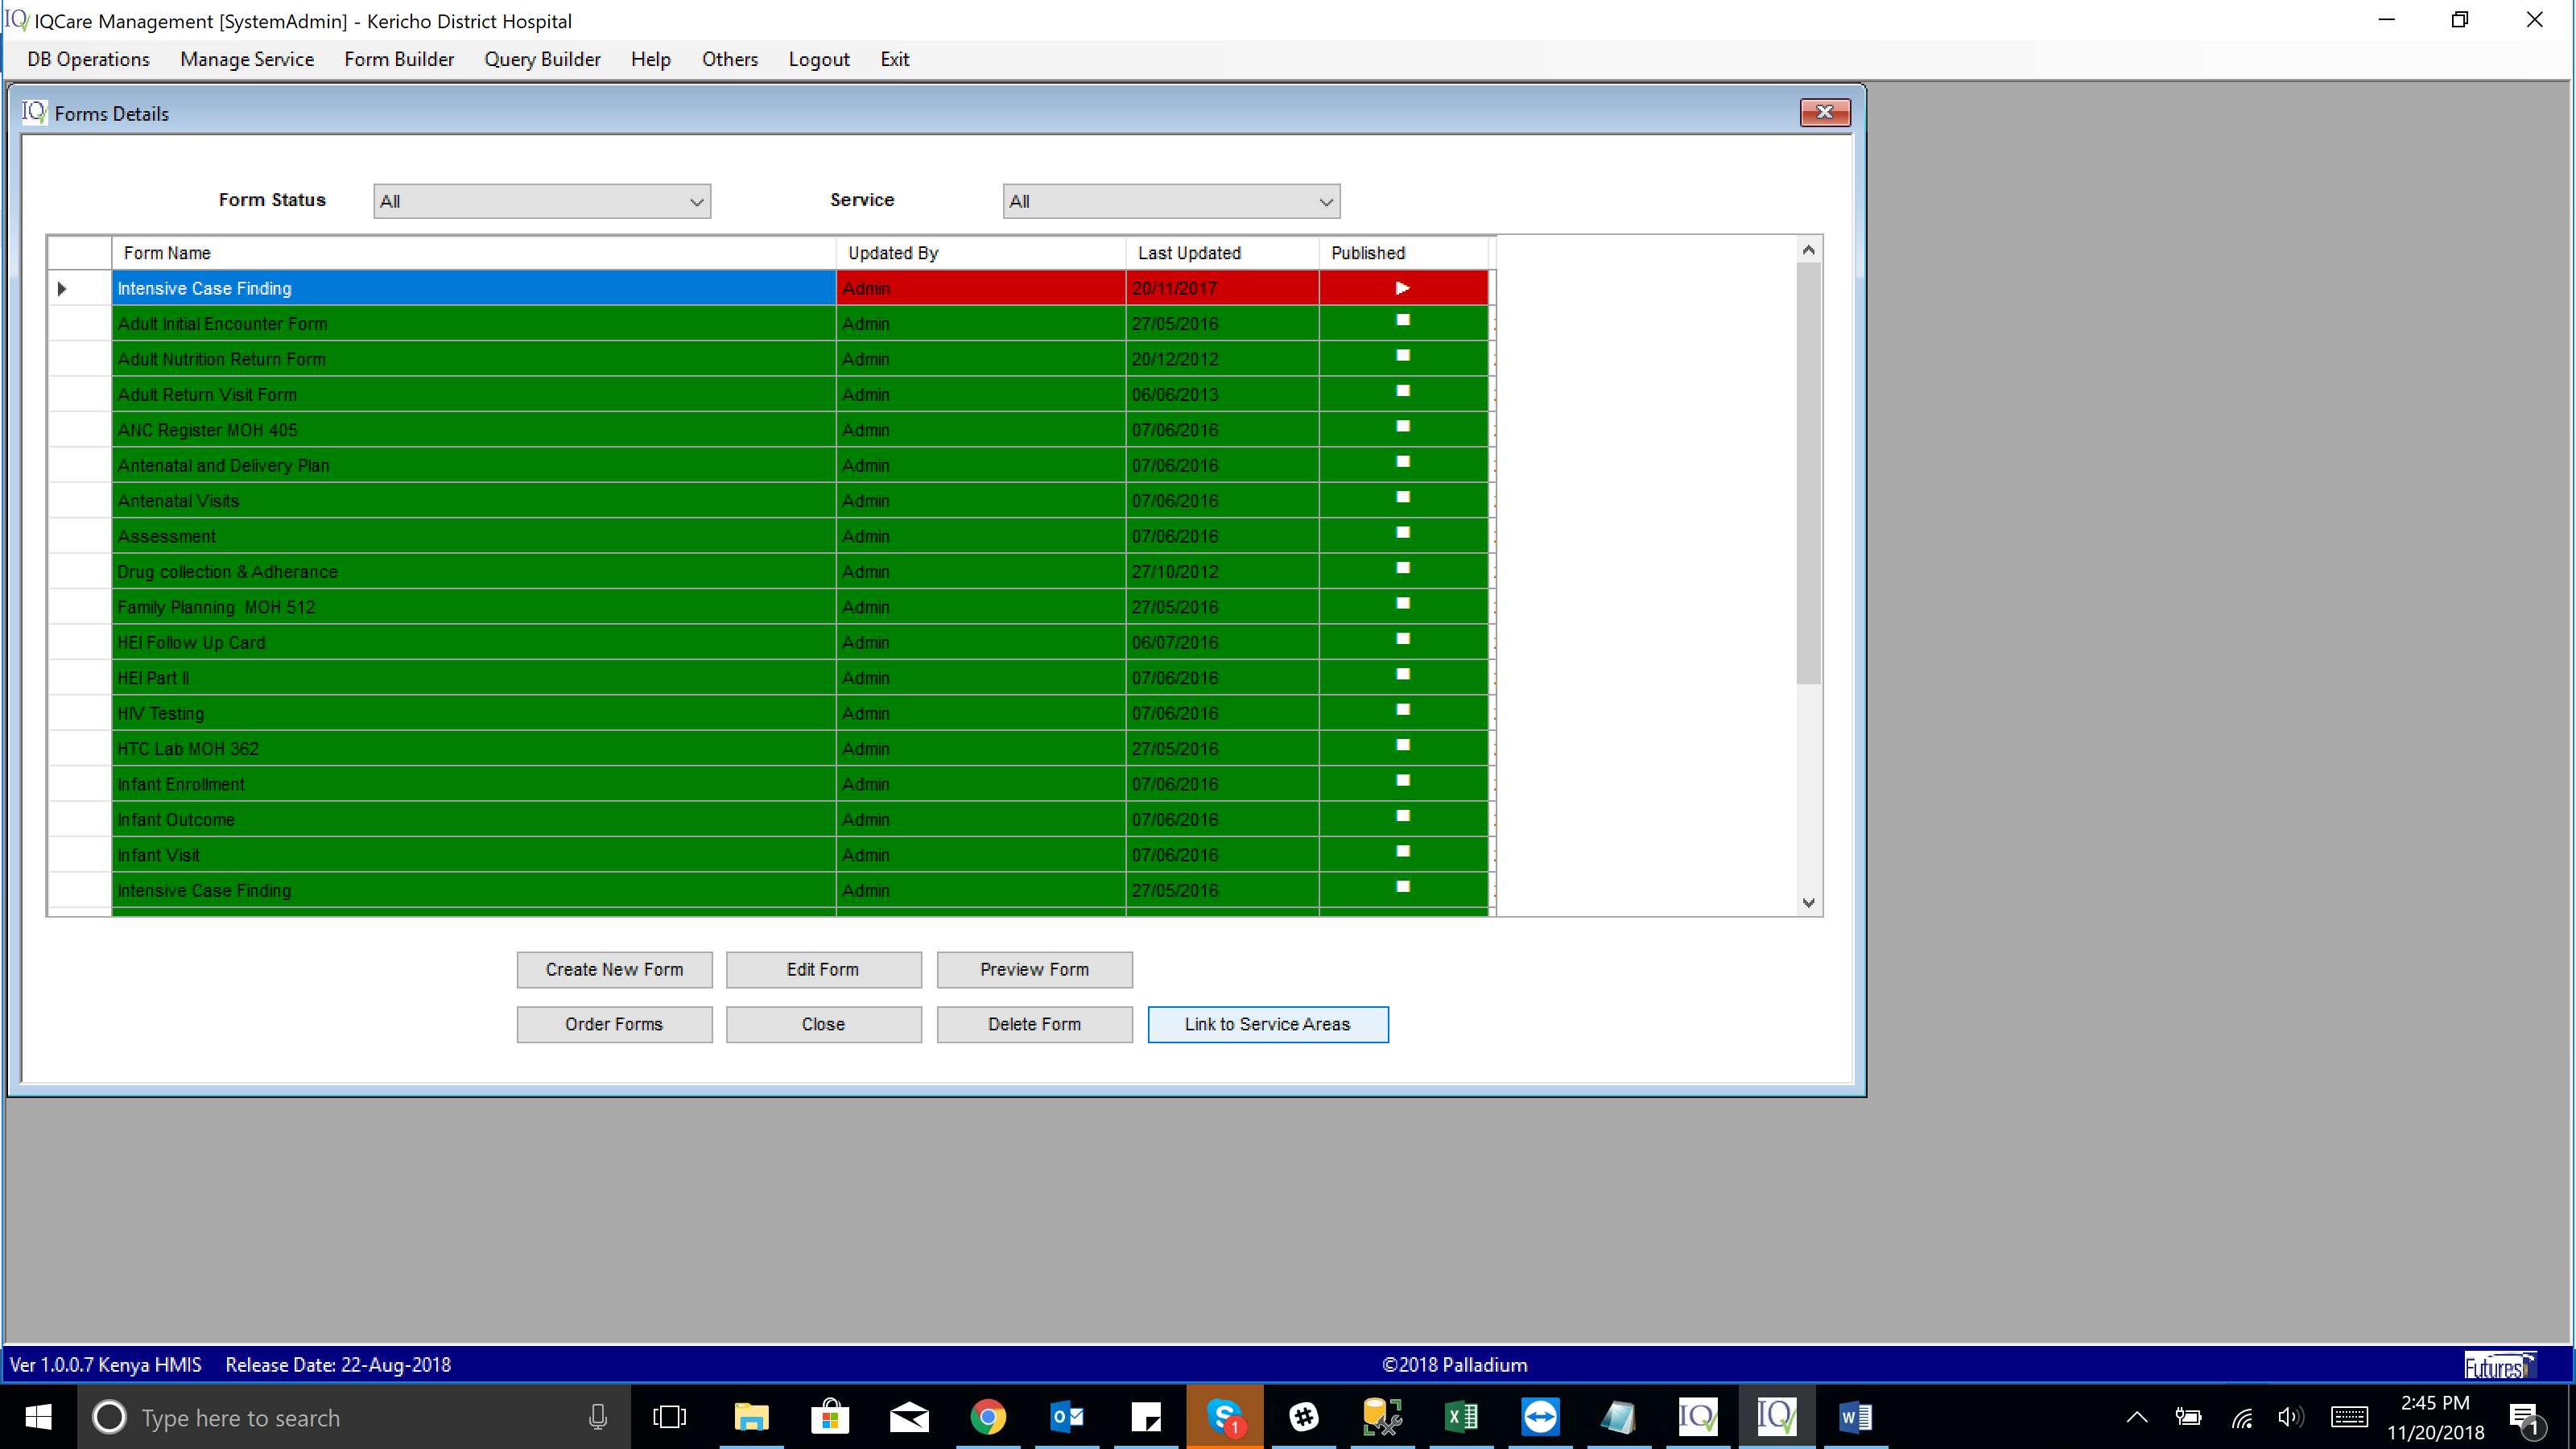 IQCare Management [SystemAdmin] - Kericho District Hospital
DB Operations Manage Service Form Builder Query Builder Help Others Logout Exit
IQ Forms Details
Form Status All Service All
Form Name Updated By Last Updated Published
Intensive Case Finding Admin 20/11/2017
Adult Initial Encounter Form Admin 27/05/2016
Adult Nutrition Return Form Admin 20/12/2012
Adult Return Visit Form Admin 06/06/2013
ANC Register MOH 405 Admin 07/06/2016
Antenatal and Delivery Plan Admin 07/06/2016
Antenatal Visits Admin 07/06/2016
Assessment Admin 07/06/2016
Drug collection & Adherance Admin 27/10/2012
Family Planning  MOH 512 Admin 27/05/2016
HEI Follow Up Card Admin 06/07/2016
HEI Part II Admin 07/06/2016
HIV Testing Admin 07/06/2016
HTC Lab MOH 362 Admin 27/05/2016
Infant Enrollment Admin 07/06/2016
Infant Outcome Admin 07/06/2016
Infant Visit Admin 07/06/2016
Intensive Case Finding Admin 27/05/2016
Create New Form Edit Form Preview Form
Order Forms Close Delete Form Link to Service Areas
Ver 1.0.0.7 Kenya HMIS Release Date: 22-Aug-2018 ©2018 Palladium Futures
Type here to search 1 IQ IQ 2:45 PM 1
11/20/2018